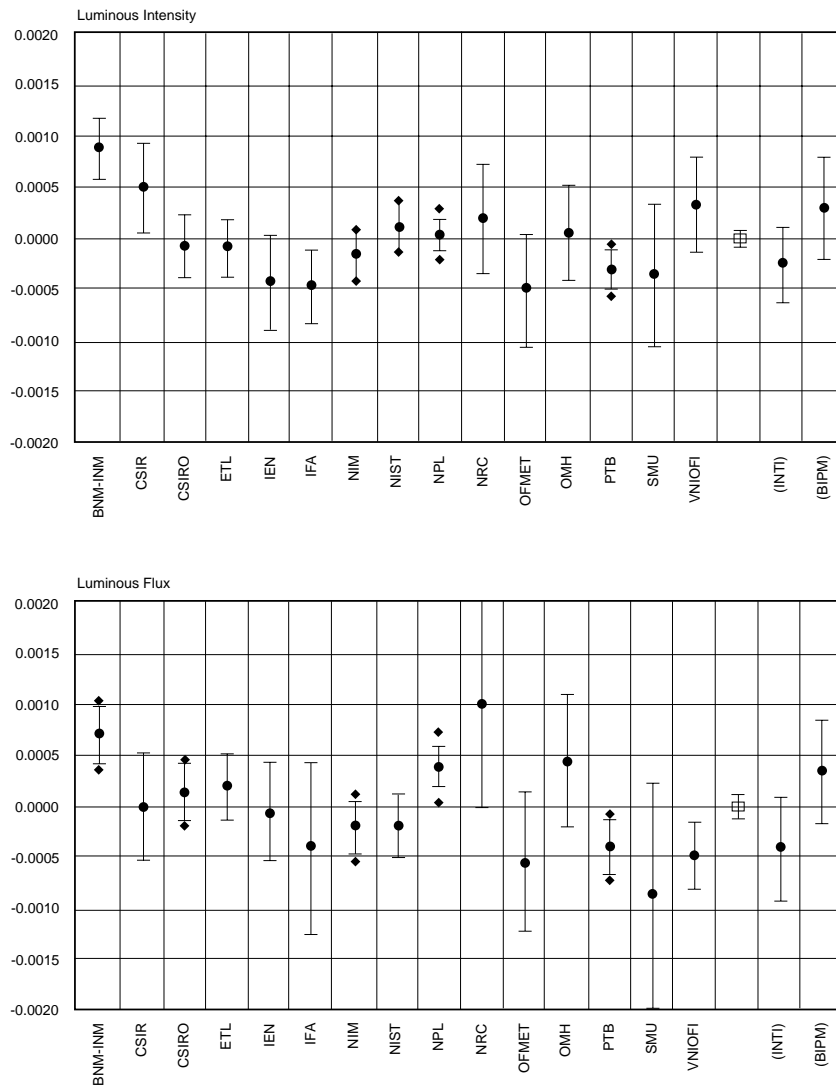 Luminous Intensity
0.0020
0.0015
0.0010
0.0005
0.0000
-0.0005
-0.0010
-0.0015
-0.0020
BNM-INM
CSIR
CSIRO
ETL
IEN
IFA
NIM
NIST
NPL
NRC
OFMET
OMH
PTB
SMU
VNIOFI
(INTI)
(BIPM)
Luminous Flux
0.0020
0.0015
0.0010
0.0005
0.0000
-0.0005
-0.0010
-0.0015
-0.0020
BNM-INM
CSIR
CSIRO
ETL
IEN
IFA
NIM
NIST
NPL
NRC
OFMET
OMH
PTB
SMU
VNIOFI
(INTI)
(BIPM)